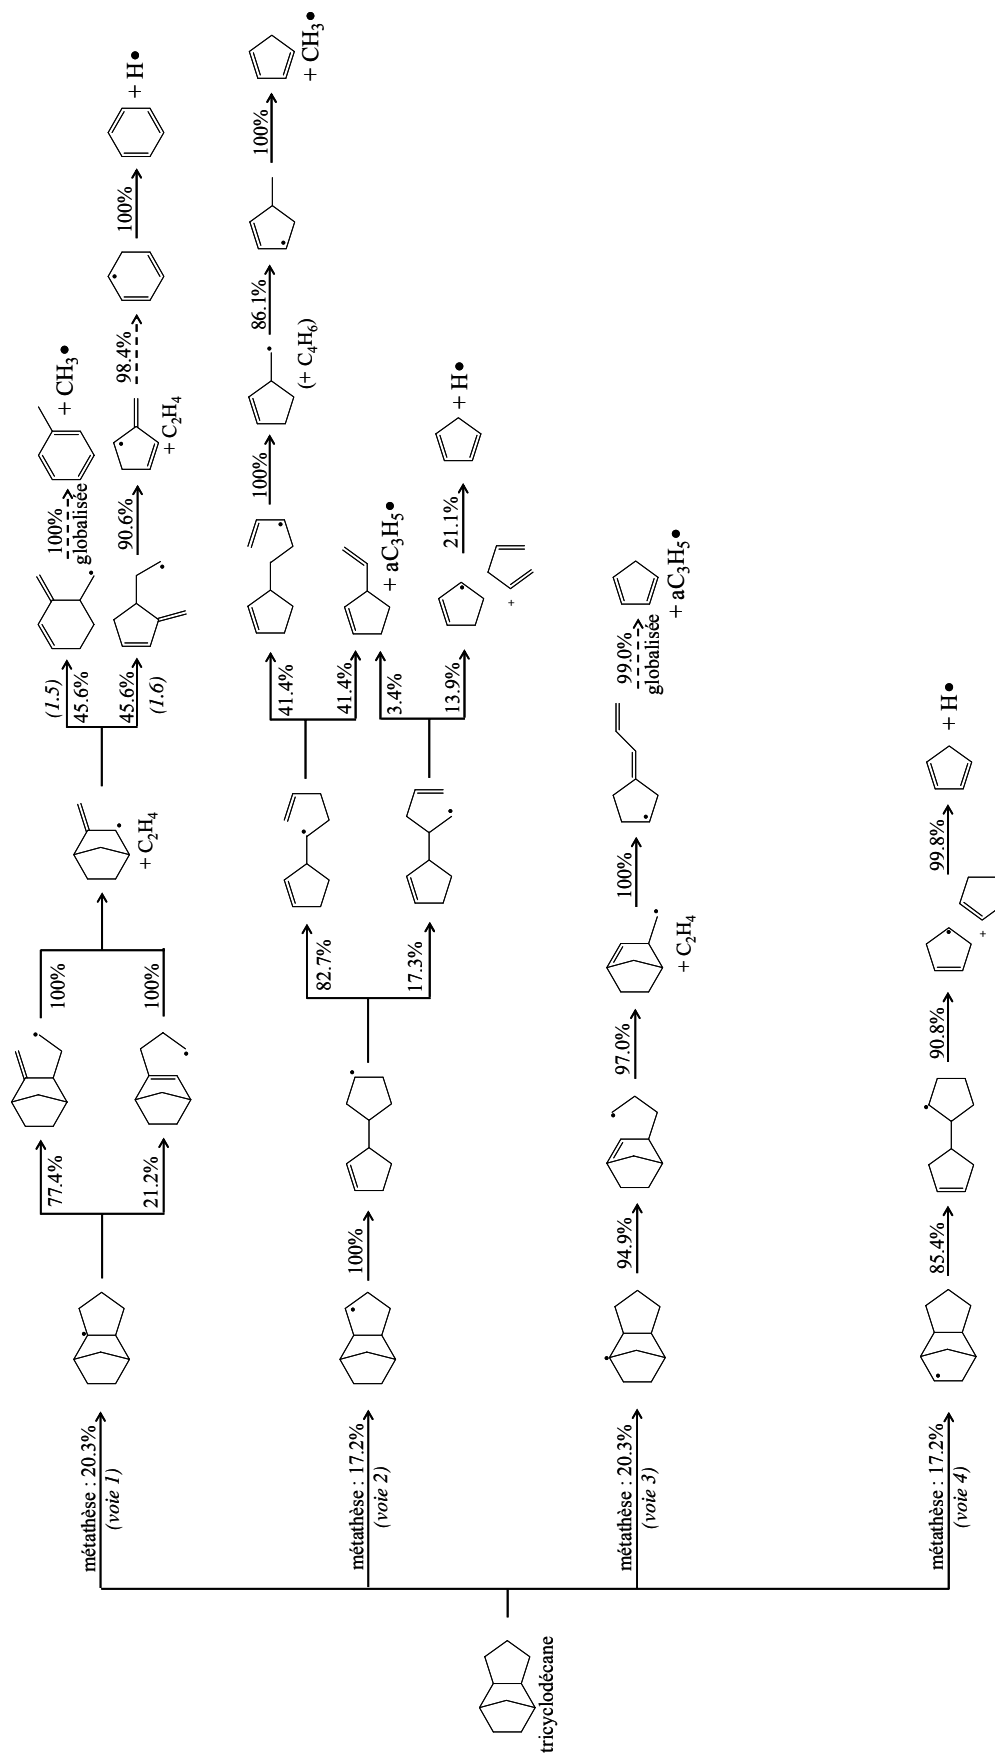 tricyclodécane
métathèse : 20.3%
(voie 1)
77.4%
21.2%
100%
100%
+ C2H4
(1.5)
45.6%
45.6%
(1.6)
100%
globalisée
+ CH3•
90.6%
+ C2H4
98.4%
100%
+ H•
métathèse : 17.2%
(voie 2)
100%
82.7%
17.3%
41.4%
41.4%
3.4%
13.9%
100%
(+ C4H6)
86.1%
100%
+ CH3•
+ aC3H5•
+
21.1%
+ H•
métathèse : 20.3%
(voie 3)
94.9%
97.0%
+ C2H4
100%
99.0%
globalisée
+ aC3H5•
métathèse : 17.2%
(voie 4)
85.4%
90.8%
+
99.8%
+ H•